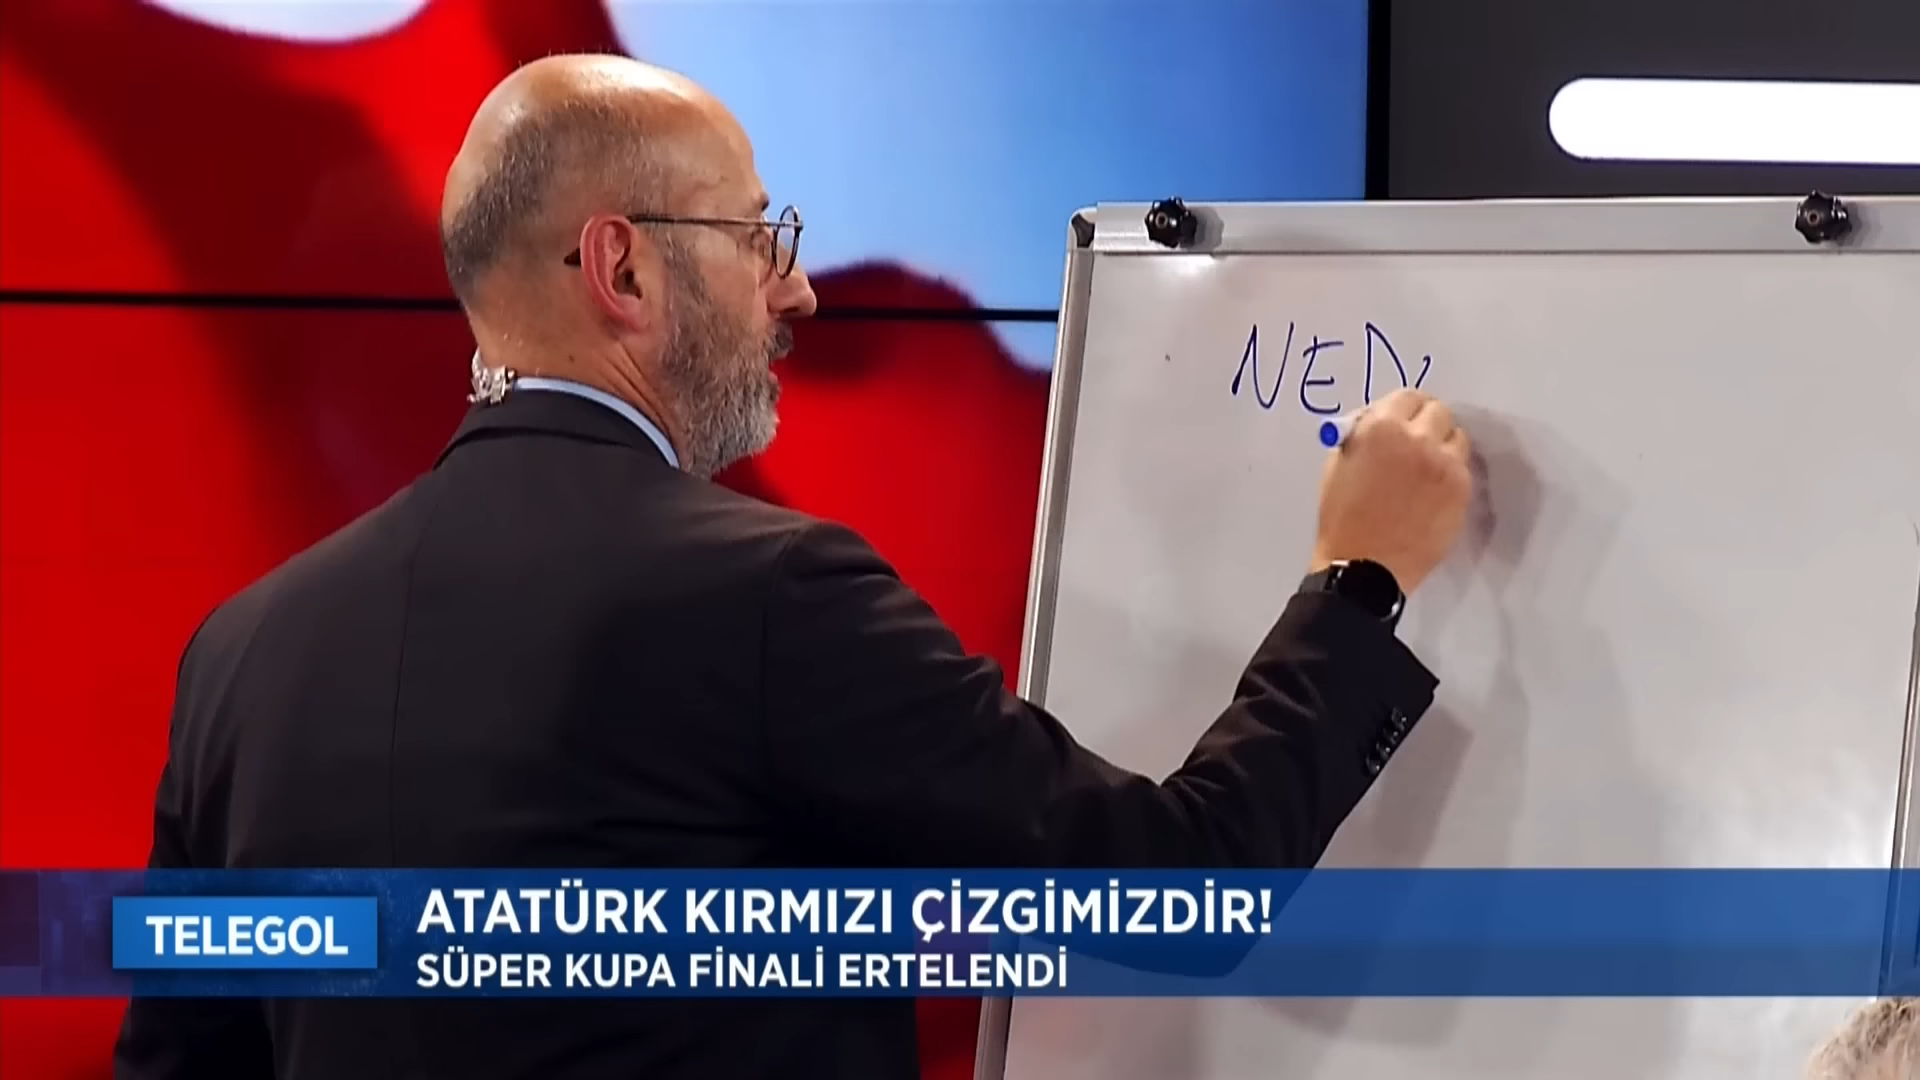 NED
TELEGOL
ATATÜRK KIRMIZI ÇİZGİMİZDİR!
SÜPER KUPA FİNALİ ERTELENDİ